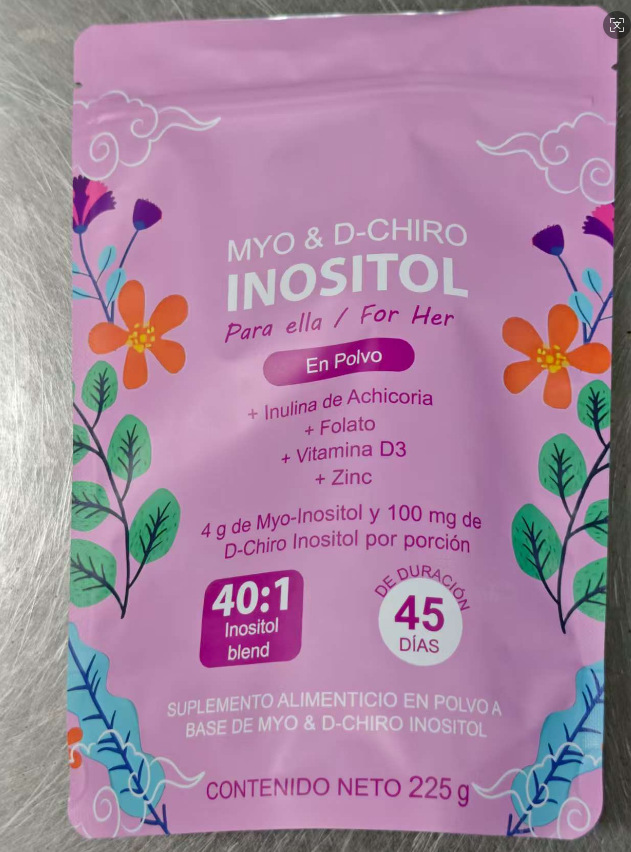 MYO & D-CHIRO
INOSITOL
Para ella / For Her
En Polvo
+ Inulina de Achicoria
+ Folato
+ Vitamina D3
+ Zinc
4 g de Myo-Inositol y 100 mg de
D-Chiro Inositol por porción
40:1
Inositol
blend
DE DURACIÓN
45
DÍAS
SUPLEMENTO ALIMENTICIO EN POLVO A
BASE DE MYO & D-CHIRO INOSITOL
CONTENIDO NETO 225 g